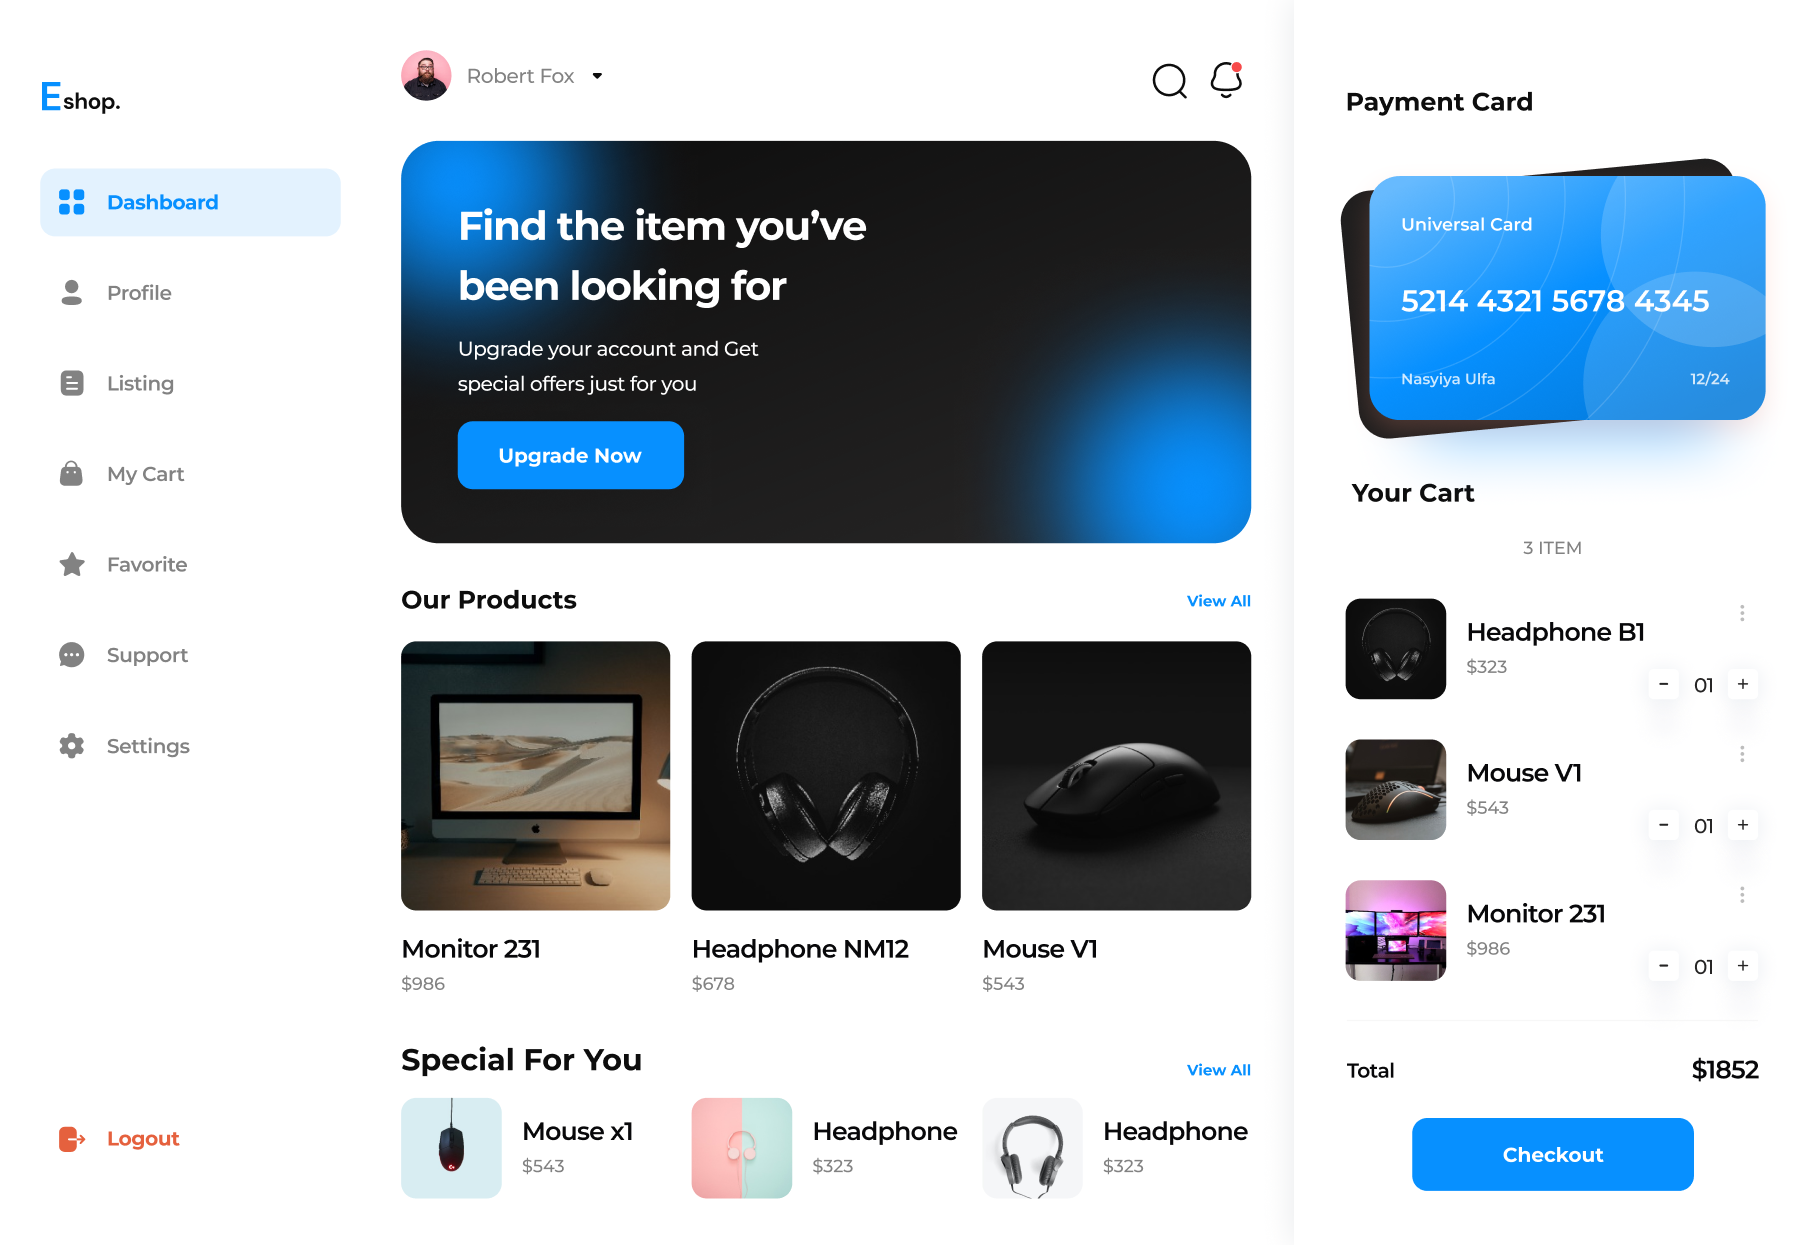 Eshop.
Dashboard
Profile
Listing
My Cart
Favorite
Support
Settings
Logout
Robert Fox
Find the item you’ve
been looking for
Upgrade your account and Get
special offers just for you
Upgrade Now
Our Products
View All
Monitor 231
$986
Headphone NM12
$678
Mouse V1
$543
Special For You
View All
Mouse x1
$543
Headphone
$323
Headphone
$323
Payment Card
Universal Card
5214 4321 5678 4345
Nasyiya Ulfa
12/24
Your Cart
3 ITEM
Headphone B1
$323
- 01 +
Mouse V1
$543
- 01 +
Monitor 231
$986
- 01 +
Total
$1852
Checkout